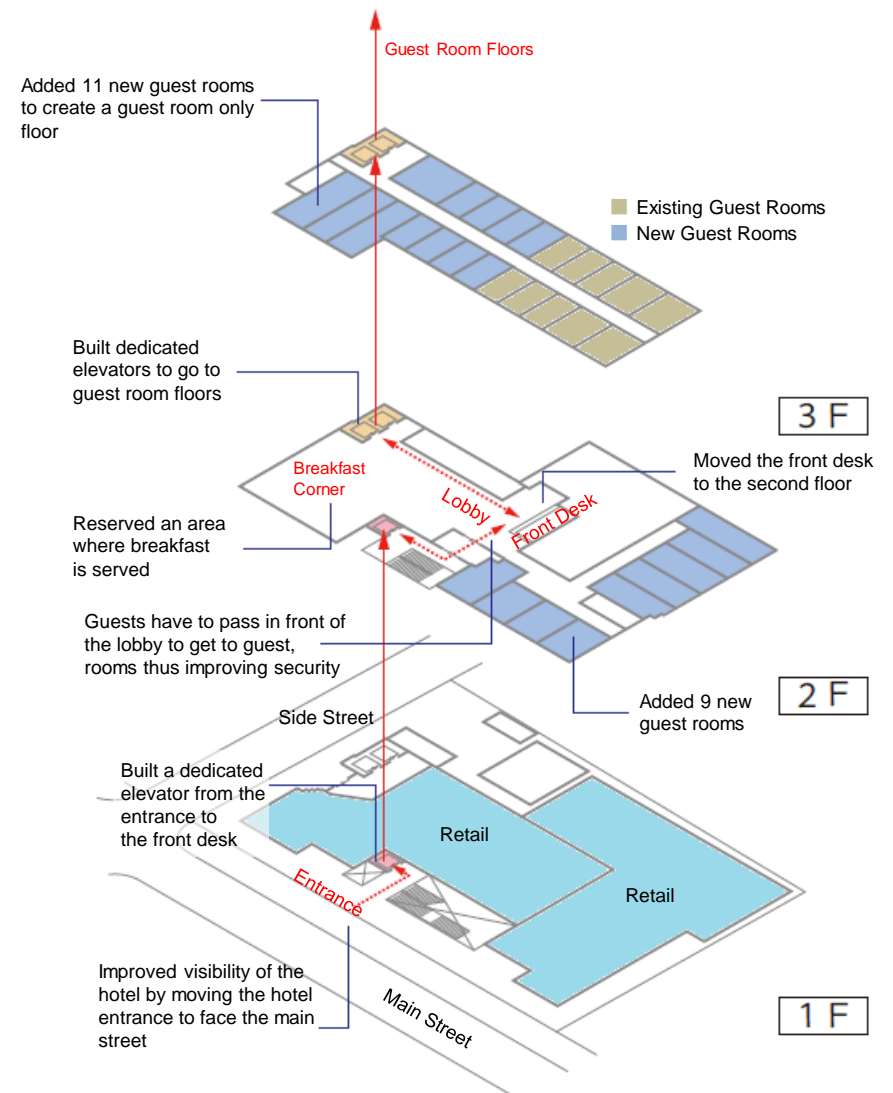 Guest Room Floors
Added 11 new guest rooms
to create a guest room only
floor
Existing Guest Rooms
New Guest Rooms
Built dedicated
elevators to go to
guest room floors
3 F
Breakfast
Corner
Lobby
Front Desk
Moved the front desk
to the second floor
Reserved an area
where breakfast
is served
Guests have to pass in front of
the lobby to get to guest,
rooms thus improving security
2 F
Added 9 new
guest rooms
Side Street
Built a dedicated
elevator from the
entrance to
the front desk
Retail
Retail
Entrance
Improved visibility of the
hotel by moving the hotel
entrance to face the main
street
Main Street
1 F